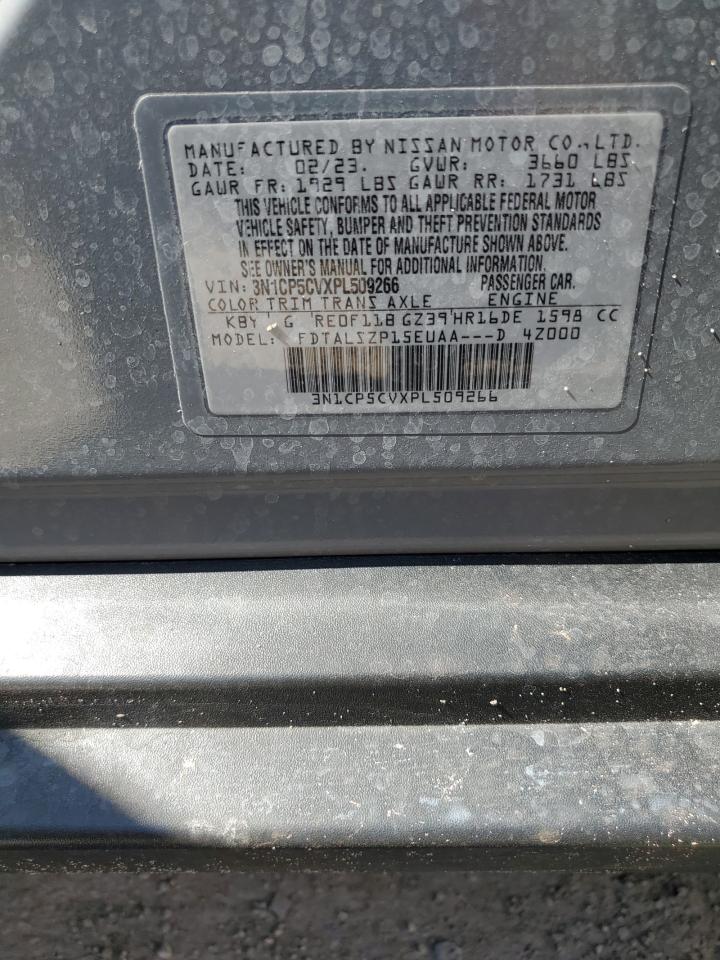 MANUFACTURED BY NISSAN MOTOR CO., LTD.
DATE: 02/23. GVWR: 3660 LBS
GAWR FR: 1929 LBS GAWR RR: 1731 LBS
THIS VEHICLE CONFORMS TO ALL APPLICABLE FEDERAL MOTOR
VEHICLE SAFETY, BUMPER AND THEFT PREVENTION STANDARDS
IN EFFECT ON THE DATE OF MANUFACTURE SHOWN ABOVE.
SEE OWNER'S MANUAL FOR ADDITIONAL INFORMATION.
VIN: 3N1CP5CVXPL509266 PASSENGER CAR.
COLOR TRIM TRANS AXLE ENGINE
KBY G RE0F11B GZ39 HR16DE 1598 CC
MODEL: FDTALSZP15EUAA---D 4Z000
3N1CP5CVXPL509266